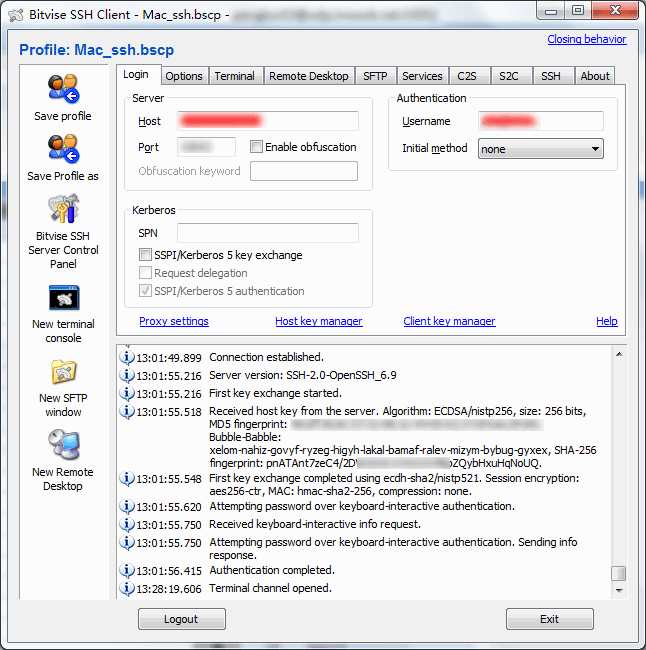 Bitvise SSH Client - Mac_ssh.bscp -
Closing behavior
Profile: Mac_ssh.bscp
Save profile
Save Profile as
Bitvise SSH
Server Control
Panel
New terminal
console
New SFTP
window
New Remote
Desktop
Login Options Terminal Remote Desktop SFTP Services C2S S2C SSH About
Server
Host
Port Enable obfuscation
Obfuscation keyword
Authentication
Username
Initial method none
Kerberos
SPN
SSPI/Kerberos 5 key exchange
Request delegation
SSPI/Kerberos 5 authentication
Proxy settings Host key manager Client key manager Help
13:01:49.899 Connection established.
13:01:55.216 Server version: SSH-2.0-OpenSSH_6.9
13:01:55.216 First key exchange started.
13:01:55.518 Received host key from the server. Algorithm: ECDSA/nistp256, size: 256 bits,
MD5 fingerprint:
Bubble-Babble:
xelom-nahiz-govyf-ryzeg-higyh-lakal-bamaf-ralev-mizym-bybug-gyxex, SHA-256
fingerprint: pnATAnt7zeC4/2D pZQybHxuHqNoUQ.
13:01:55.548 First key exchange completed using ecdh-sha2/nistp521. Session encryption:
aes256-ctr, MAC: hmac-sha2-256, compression: none.
13:01:55.620 Attempting password over keyboard-interactive authentication.
13:01:55.750 Received keyboard-interactive info request.
13:01:55.750 Attempting password over keyboard-interactive authentication. Sending info
response.
13:01:56.415 Authentication completed.
13:28:19.606 Terminal channel opened.
Logout Exit